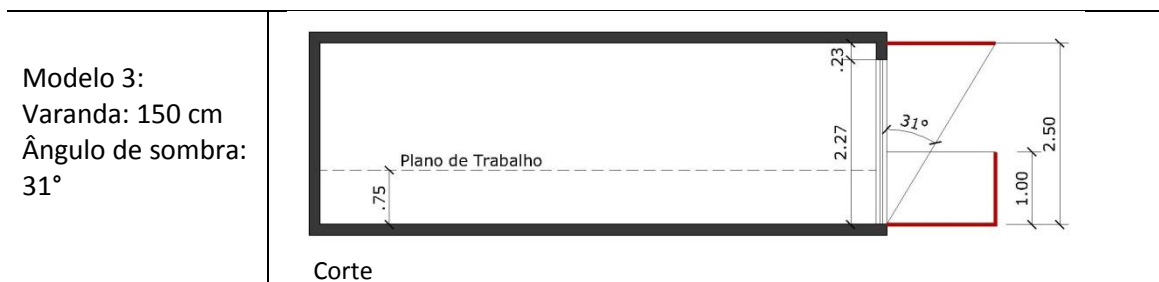 Modelo 3:
Varanda: 150 cm
Ângulo de sombra:
31°
.23
31°
2.27
2.50
Plano de Trabalho
1.00
.75
Corte